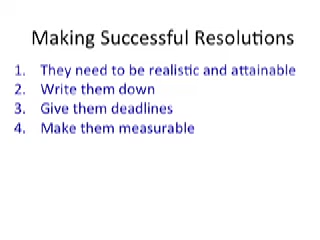 Making Successful Resolutions
1. They need to be realistic and attainable
2. Write them down
3. Give them deadlines
4. Make them measurable